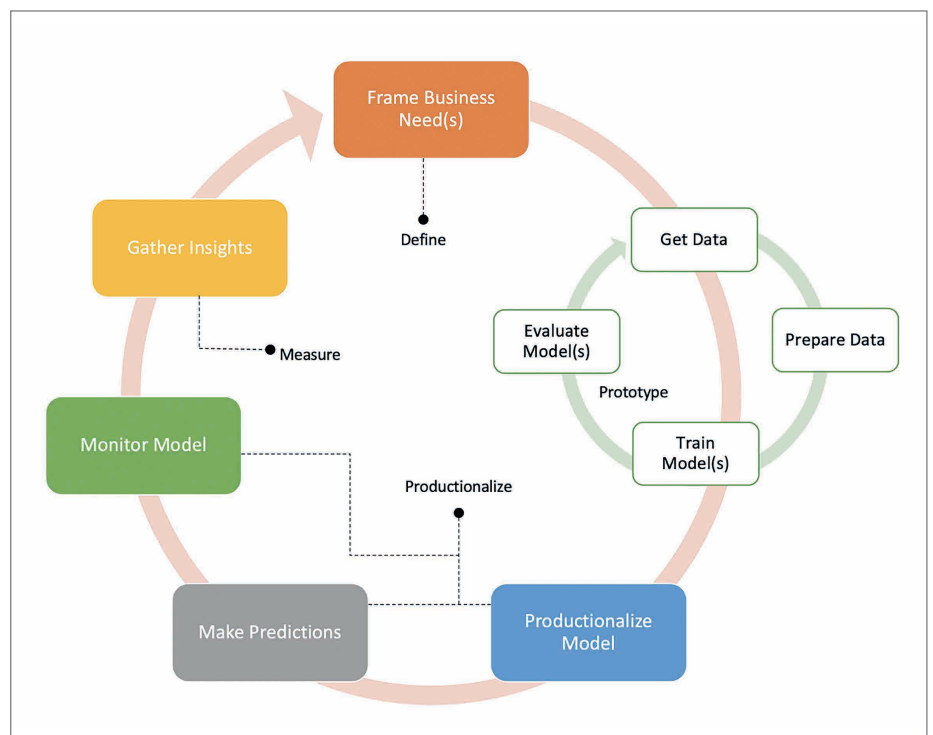 Frame Business
Need(s)
Define
Get Data
Gather Insights
Measure
Evaluate
Model(s)
Prepare Data
Prototype
Train
Model(s)
Monitor Model
Productionalize
Make Predictions
Productionalize
Model